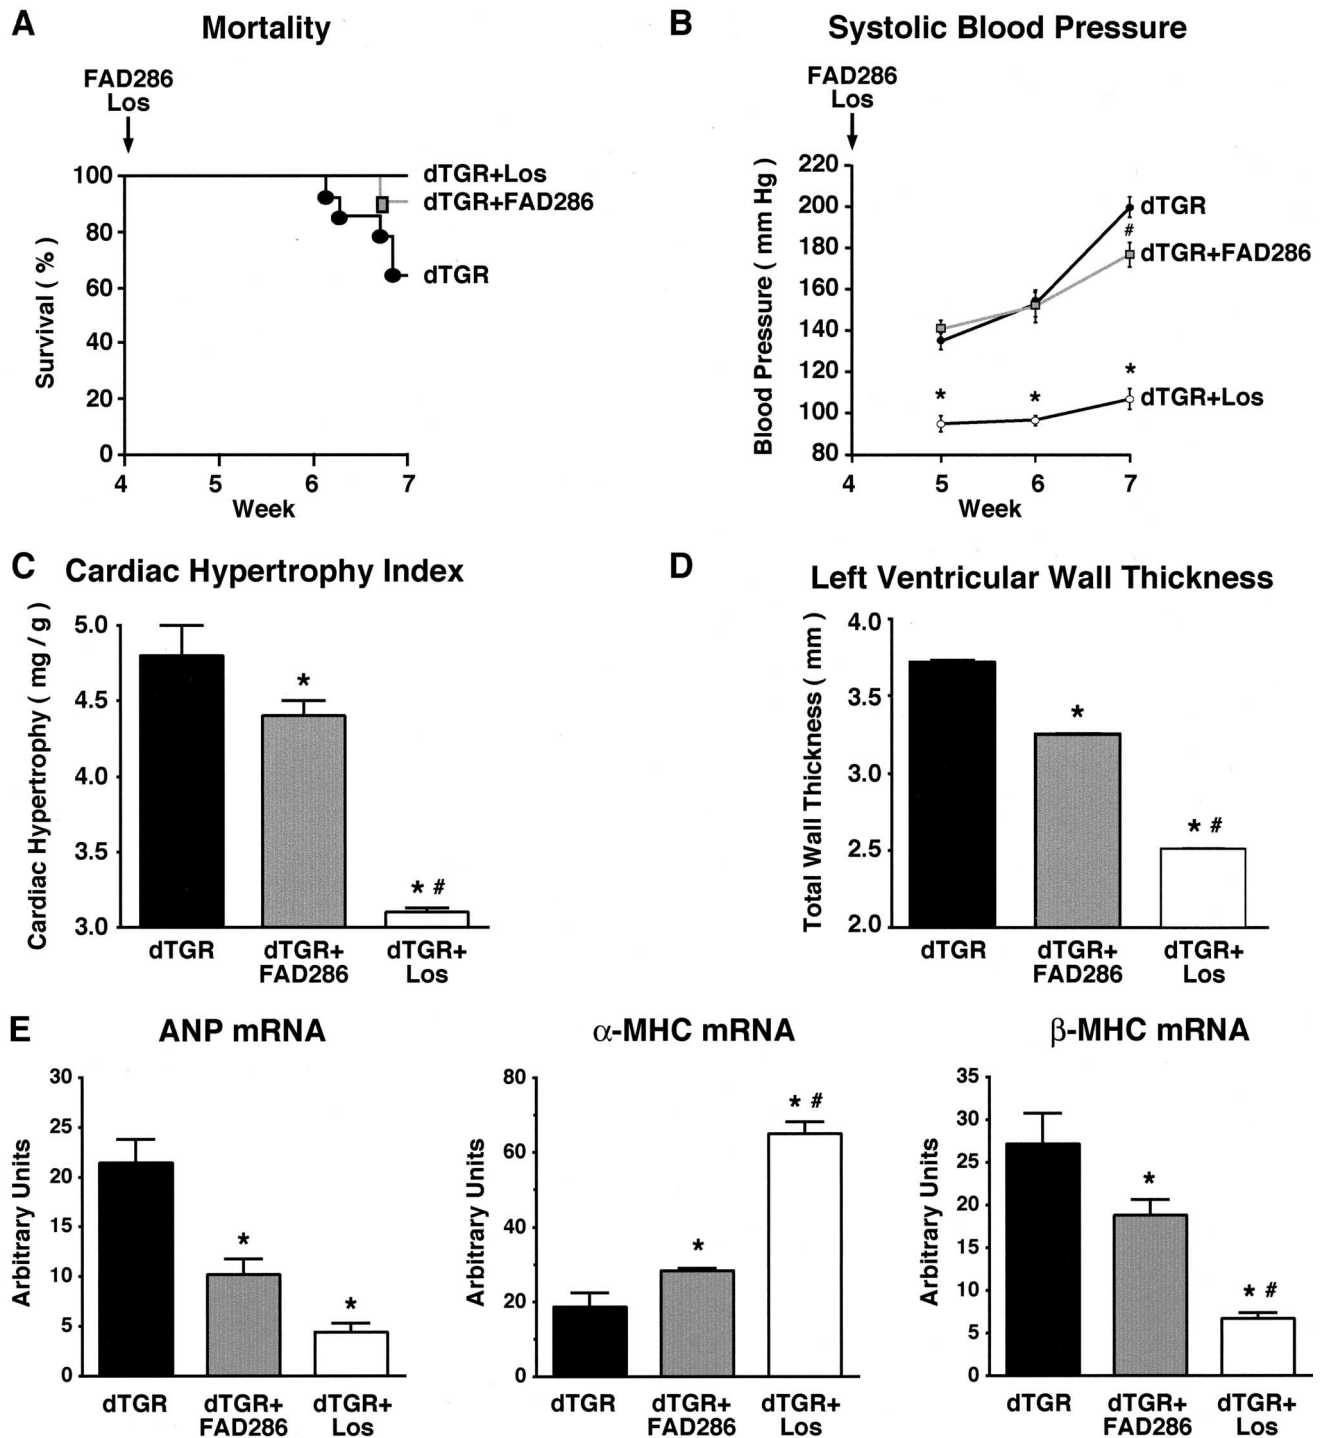 A
Mortality
FAD286
Los
Survival ( % )
100
80
60
40
20
0
4
5
6
7
Week
dTGR+Los
dTGR+FAD286
dTGR
B
Systolic Blood Pressure
FAD286
Los
Blood Pressure ( mm Hg )
220
200
180
160
140
120
100
80
4
5
6
7
Week
dTGR
#
dTGR+FAD286
*
*
*
dTGR+Los
C
Cardiac Hypertrophy Index
Cardiac Hypertrophy ( mg / g )
5.0
4.5
4.0
3.5
3.0
*
* #
dTGR
dTGR+
FAD286
dTGR+
Los
D
Left Ventricular Wall Thickness
Total Wall Thickness ( mm )
4.0
3.5
3.0
2.5
2.0
*
* #
dTGR
dTGR+
FAD286
dTGR+
Los
E
ANP mRNA
Arbitrary Units
30
25
20
15
10
5
0
*
*
dTGR
dTGR+
FAD286
dTGR+
Los
α-MHC mRNA
Arbitrary Units
80
60
40
20
0
*
* #
dTGR
dTGR+
FAD286
dTGR+
Los
β-MHC mRNA
Arbitrary Units
35
30
25
20
15
10
5
0
*
* #
dTGR
dTGR+
FAD286
dTGR+
Los